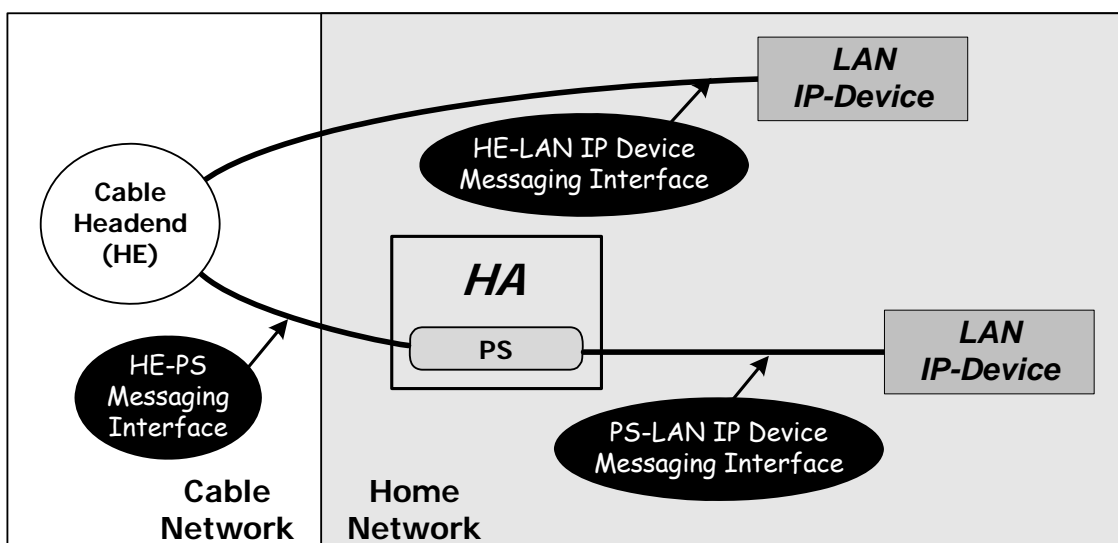 LAN
IP-Device
HE-LAN IP Device
Messaging Interface
Cable
Headend
(HE)
HA
PS
LAN
IP-Device
HE-PS
Messaging
Interface
PS-LAN IP Device
Messaging Interface
Cable
Network
Home
Network